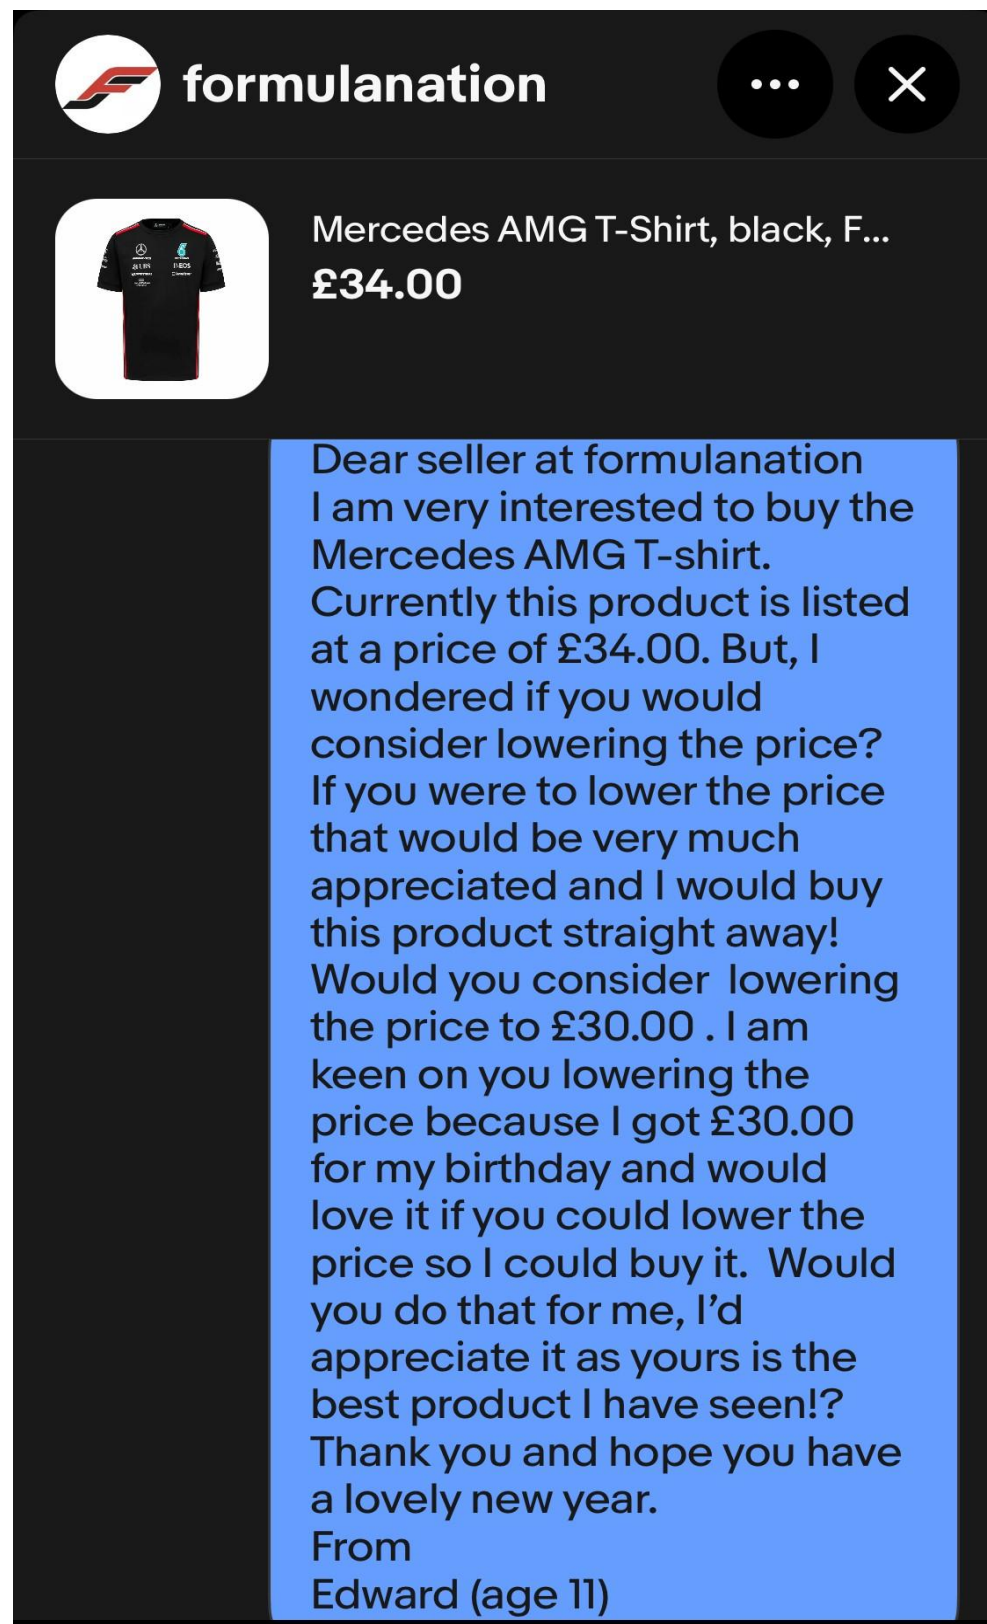 formulanation
Mercedes AMG T-Shirt, black, F...
£34.00
Dear seller at formulanation
I am very interested to buy the
Mercedes AMG T-shirt.
Currently this product is listed
at a price of £34.00. But, I
wondered if you would
consider lowering the price?
If you were to lower the price
that would be very much
appreciated and I would buy
this product straight away!
Would you consider  lowering
the price to £30.00 . I am
keen on you lowering the
price because I got £30.00
for my birthday and would
love it if you could lower the
price so I could buy it.  Would
you do that for me, I’d
appreciate it as yours is the
best product I have seen!?
Thank you and hope you have
a lovely new year.
From
Edward (age 11)